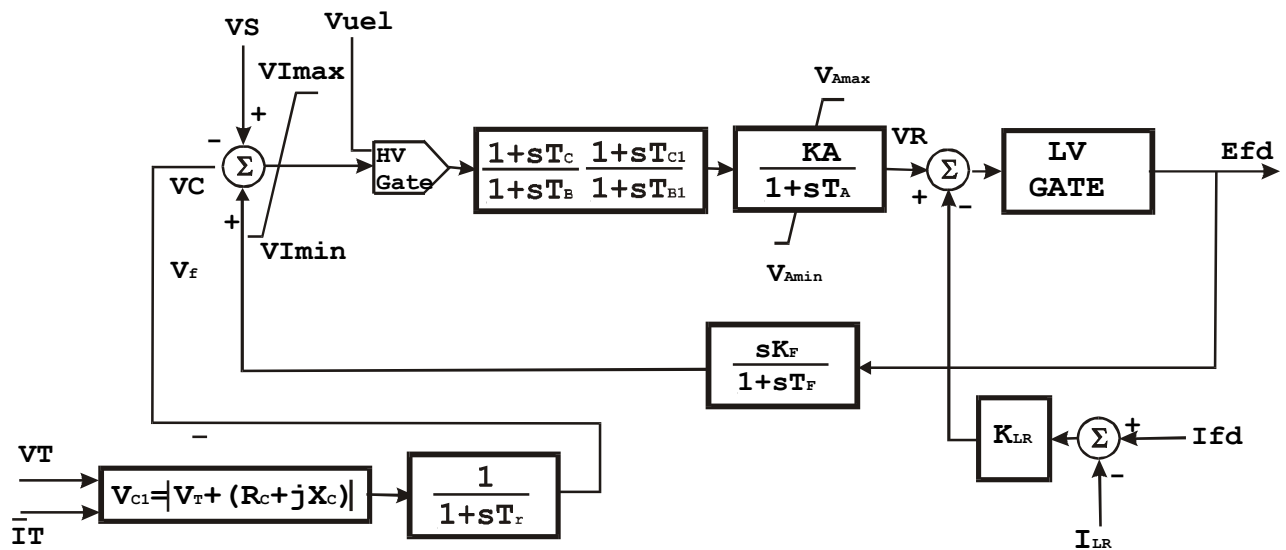 VS
Vuel
VImax
+
−
Σ
VC
+
VImin
Vf
HV
Gate
1+sTC
1+sTB
1+sTC1
1+sTB1
VAmax
KA
1+sTA
VAmin
VR
Σ
+
−
LV
GATE
Efd
sKF
1+sTF
KLR
Σ
+
Ifd
−
ILR
−
VT
I̅T
VC1=|VT+(RC+jXC)|
1
1+sTr